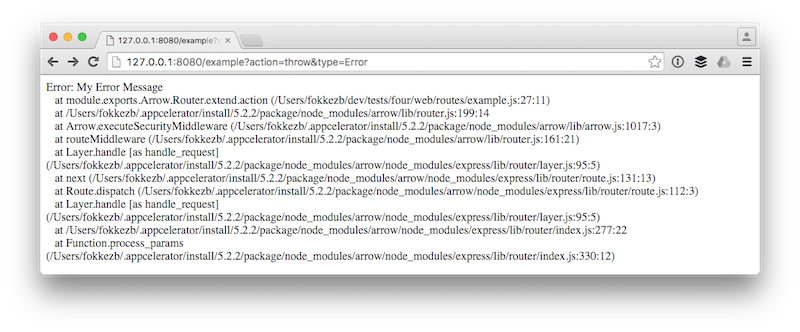 127.0.0.1:8080/example?
127.0.0.1:8080/example?action=throw&type=Error
Error: My Error Message
at module.exports.Arrow.Router.extend.action (/Users/fokkezb/dev/tests/four/web/routes/example.js:27:11)
at /Users/fokkezb/.appcelerator/install/5.2.2/package/node_modules/arrow/lib/router.js:199:14
at Arrow.executeSecurityMiddleware (/Users/fokkezb/.appcelerator/install/5.2.2/package/node_modules/arrow/lib/arrow.js:1017:3)
at routeMiddleware (/Users/fokkezb/.appcelerator/install/5.2.2/package/node_modules/arrow/lib/router.js:161:21)
at Layer.handle [as handle_request]
(/Users/fokkezb/.appcelerator/install/5.2.2/package/node_modules/arrow/node_modules/express/lib/router/layer.js:95:5)
at next (/Users/fokkezb/.appcelerator/install/5.2.2/package/node_modules/arrow/node_modules/express/lib/router/route.js:131:13)
at Route.dispatch (/Users/fokkezb/.appcelerator/install/5.2.2/package/node_modules/arrow/node_modules/express/lib/router/route.js:112:3)
at Layer.handle [as handle_request]
(/Users/fokkezb/.appcelerator/install/5.2.2/package/node_modules/arrow/node_modules/express/lib/router/layer.js:95:5)
at /Users/fokkezb/.appcelerator/install/5.2.2/package/node_modules/arrow/node_modules/express/lib/router/index.js:277:22
at Function.process_params
(/Users/fokkezb/.appcelerator/install/5.2.2/package/node_modules/arrow/node_modules/express/lib/router/index.js:330:12)